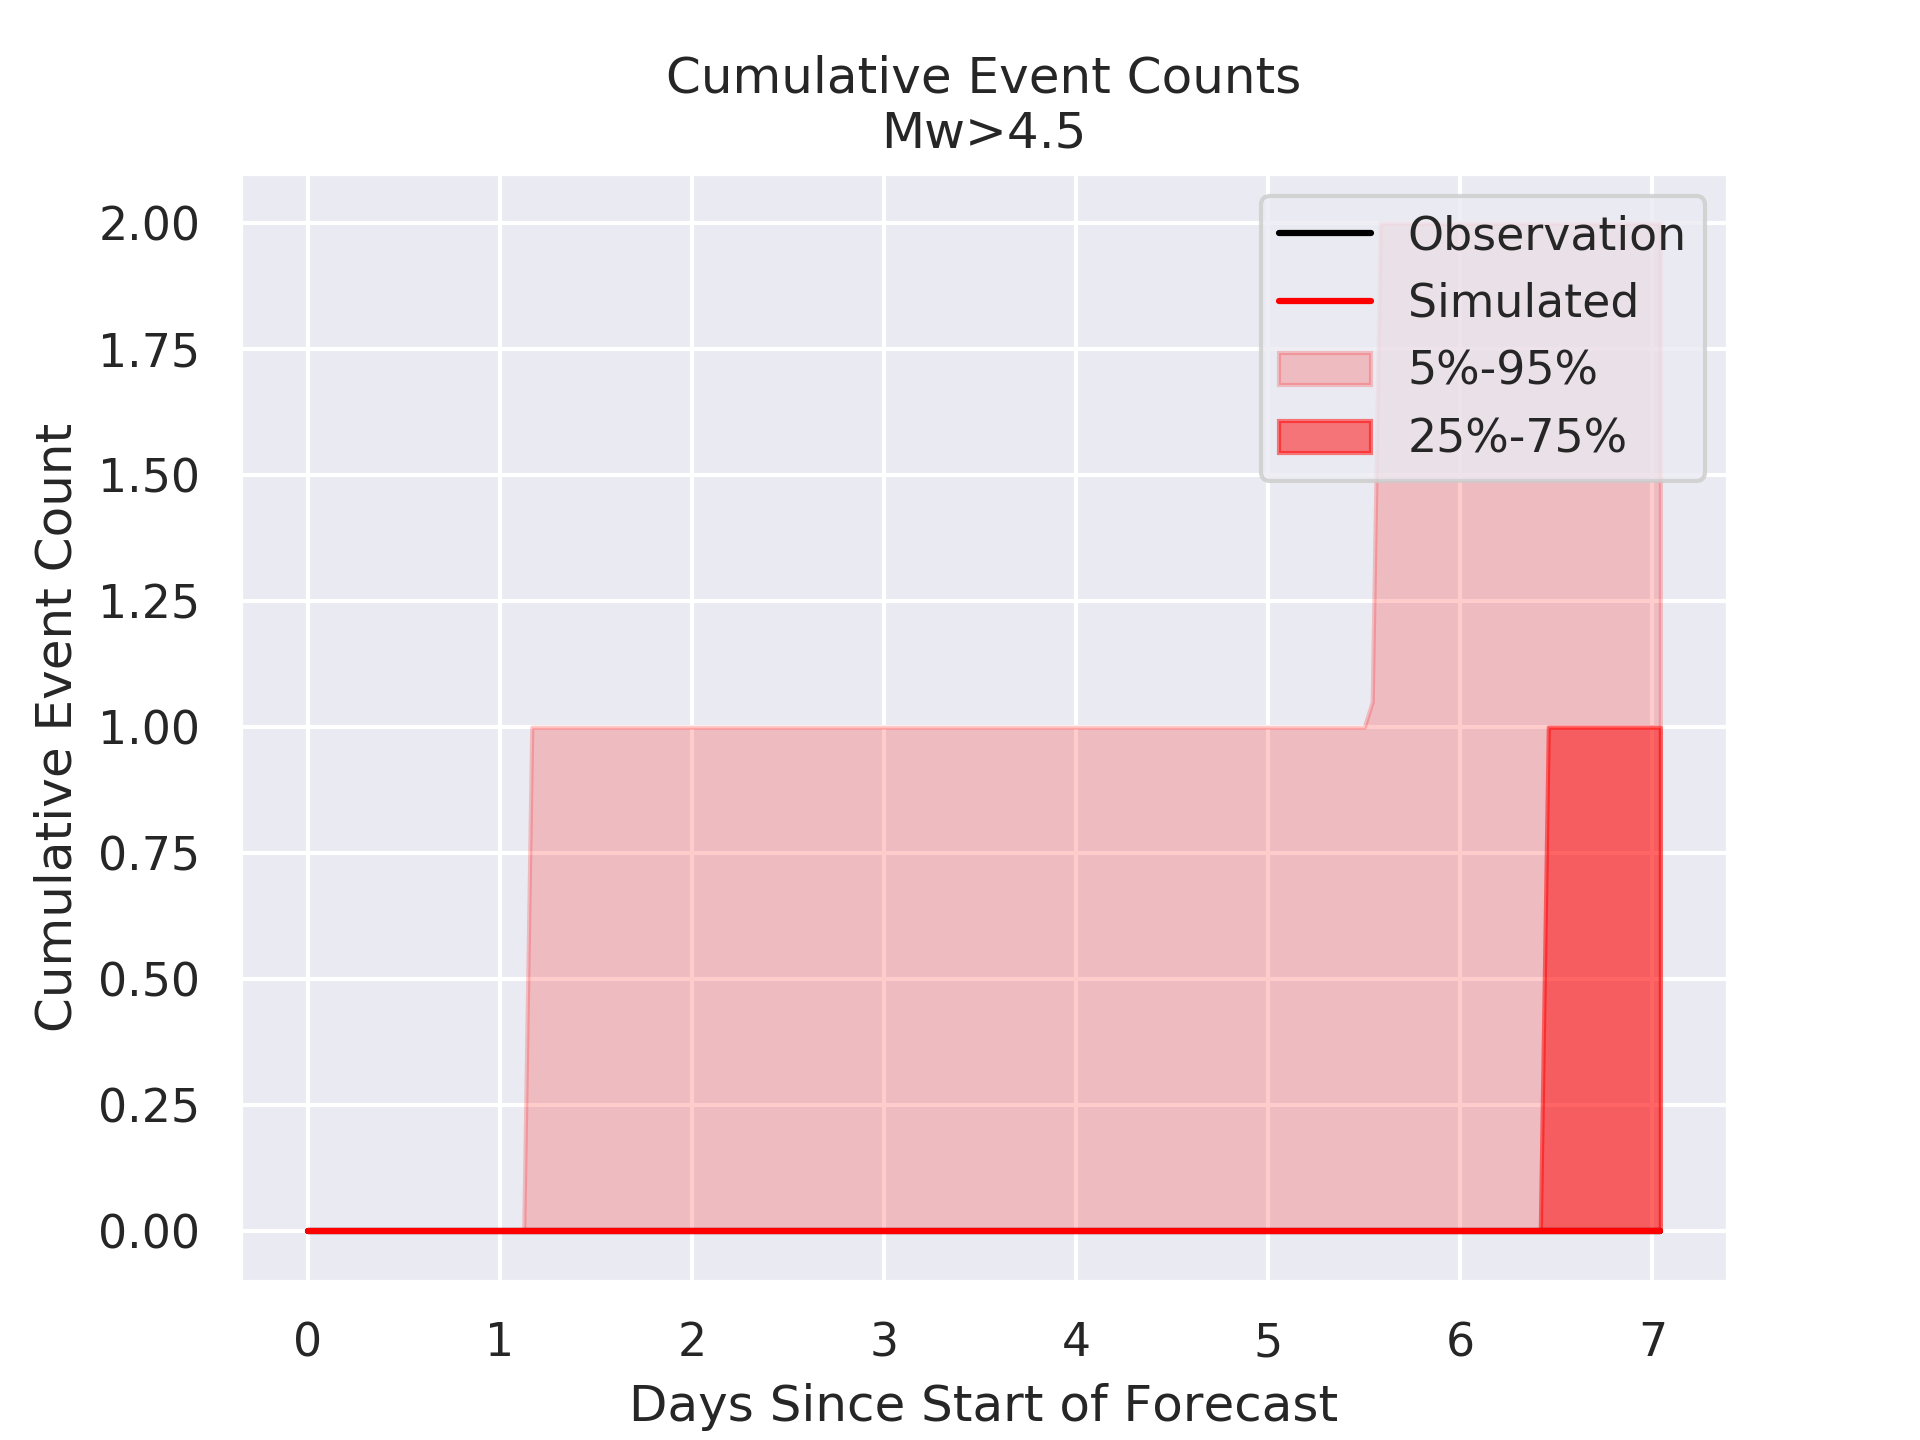 Cumulative Event Counts
Mw>4.5
Cumulative Event Count
2.00
1.75
1.50
1.25
1.00
0.75
0.50
0.25
0.00
Observation
Simulated
5%-95%
25%-75%
0 1 2 3 4 5 6 7
Days Since Start of Forecast